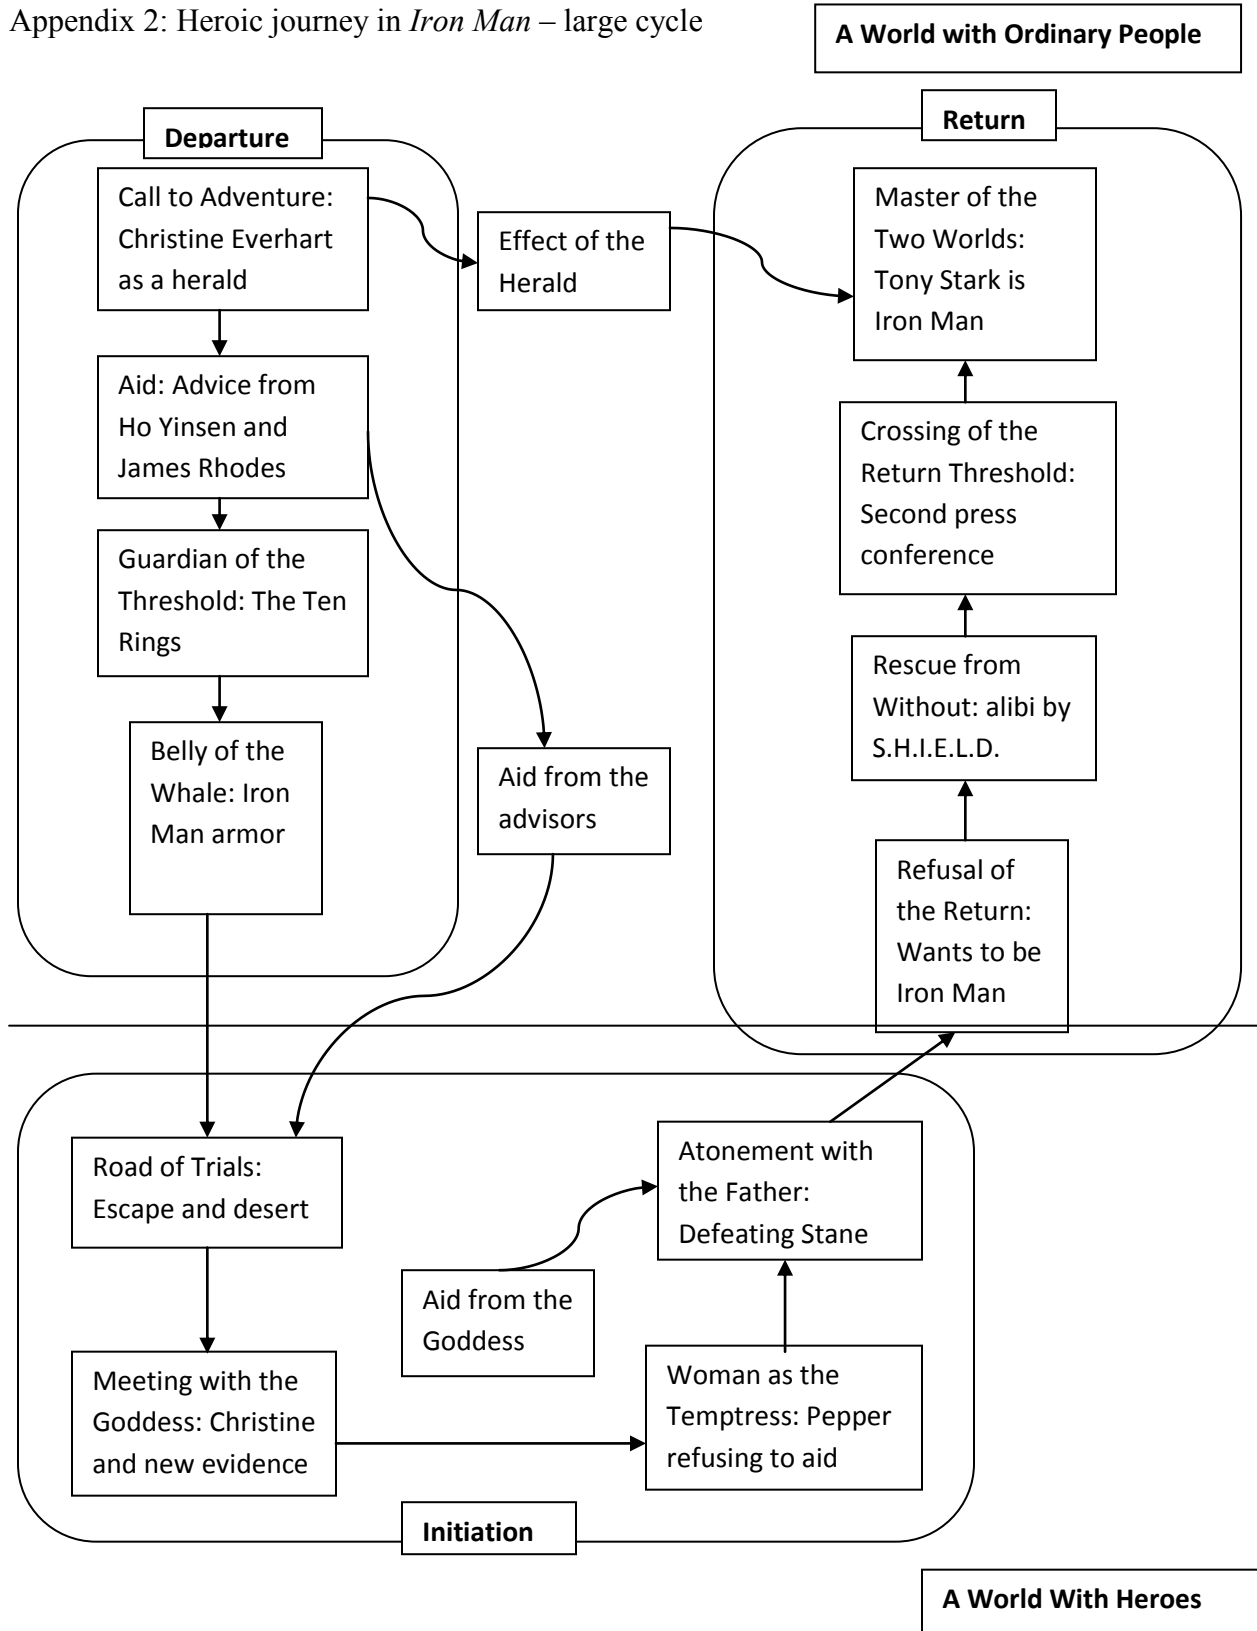 Appendix 2: Heroic journey in Iron Man – large cycle
A World with Ordinary People
Departure
Call to Adventure:
Christine Everhart
as a herald
Aid: Advice from
Ho Yinsen and
James Rhodes
Guardian of the
Threshold: The Ten
Rings
Belly of the
Whale: Iron
Man armor
Effect of the
Herald
Aid from the
advisors
Return
Master of the
Two Worlds:
Tony Stark is
Iron Man
Crossing of the
Return Threshold:
Second press
conference
Rescue from
Without: alibi by
S.H.I.E.L.D.
Refusal of
the Return:
Wants to be
Iron Man
Road of Trials:
Escape and desert
Meeting with the
Goddess: Christine
and new evidence
Aid from the
Goddess
Atonement with
the Father:
Defeating Stane
Woman as the
Temptress: Pepper
refusing to aid
Initiation
A World With Heroes